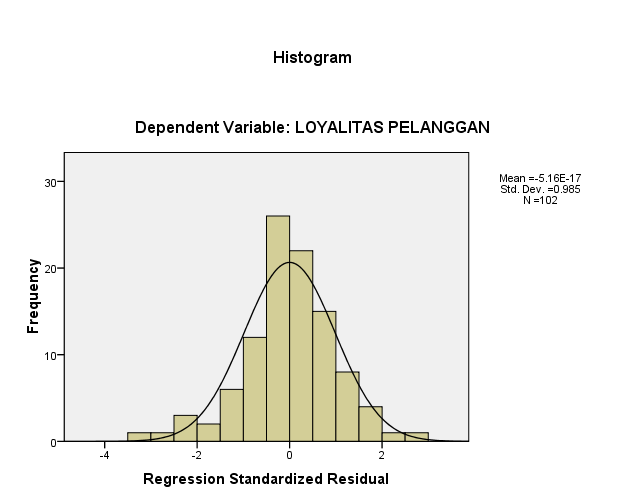 Histogram
Dependent Variable: LOYALITAS PELANGGAN
Mean =-5.16E-17
Std. Dev. =0.985
N =102
30
20
10
0
Frequency
-4
-2
0
2
Regression Standardized Residual